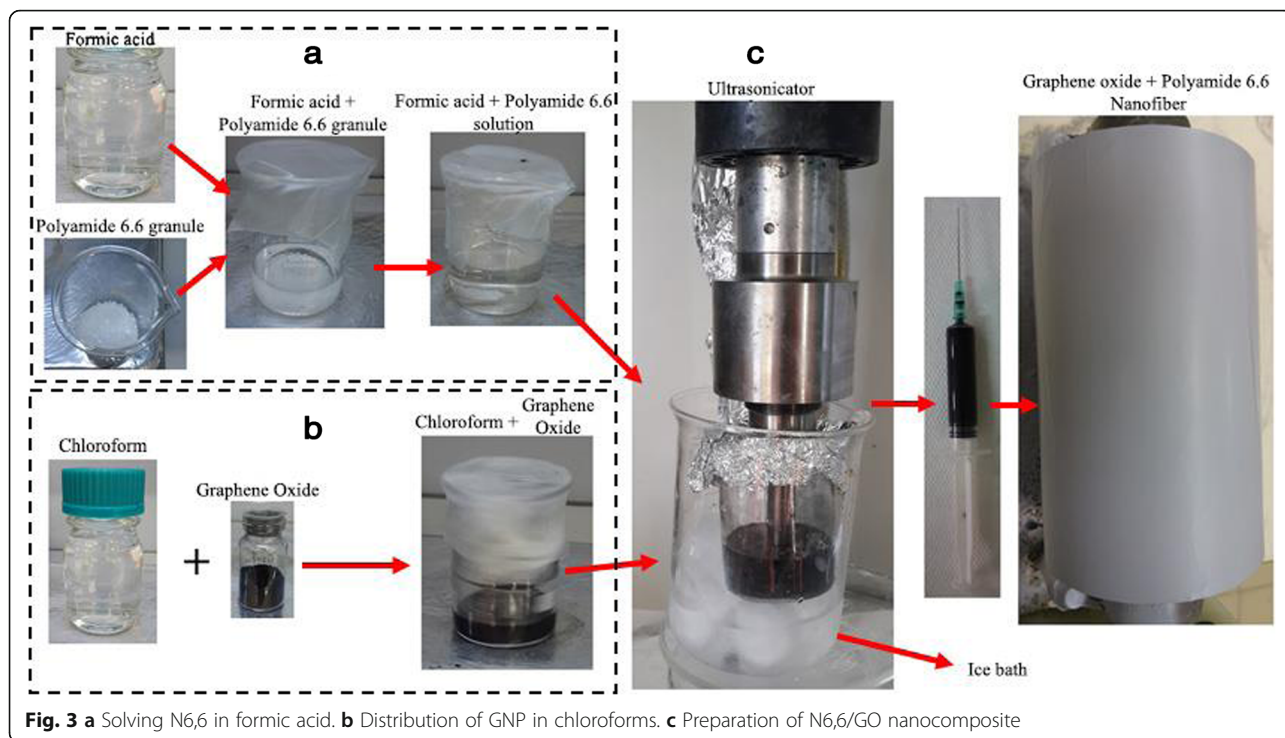 a
Formic acid
Polyamide 6.6 granule
Formic acid +
Polyamide 6.6 granule
Formic acid + Polyamide 6.6
solution
b
Chloroform
+
Graphene Oxide
Chloroform + Graphene
Oxide
c
Ultrasonicator
Ice bath
Graphene oxide + Polyamide 6.6
Nanofiber
Fig. 3 a Solving N6,6 in formic acid. b Distribution of GNP in chloroforms. c Preparation of N6,6/GO nanocomposite